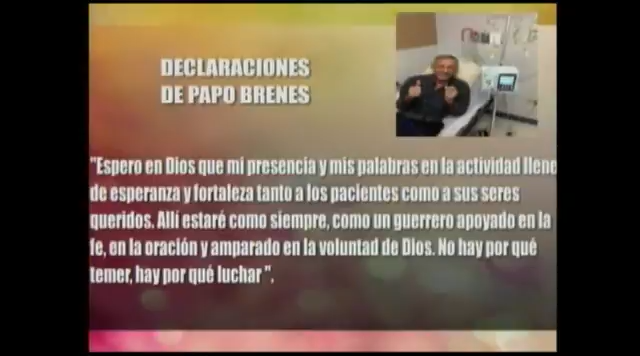 DECLARACIONES
DE PAPO BRENES
"Espero en Dios que mi presencia y mis palabras en la actividad llene
de esperanza y fortaleza tanto a los pacientes como a sus seres
queridos. Allí estaré como siempre, como un guerrero apoyado en la
fe, en la oración y amparado en la voluntad de Dios. No hay por qué
temer, hay por qué luchar ".